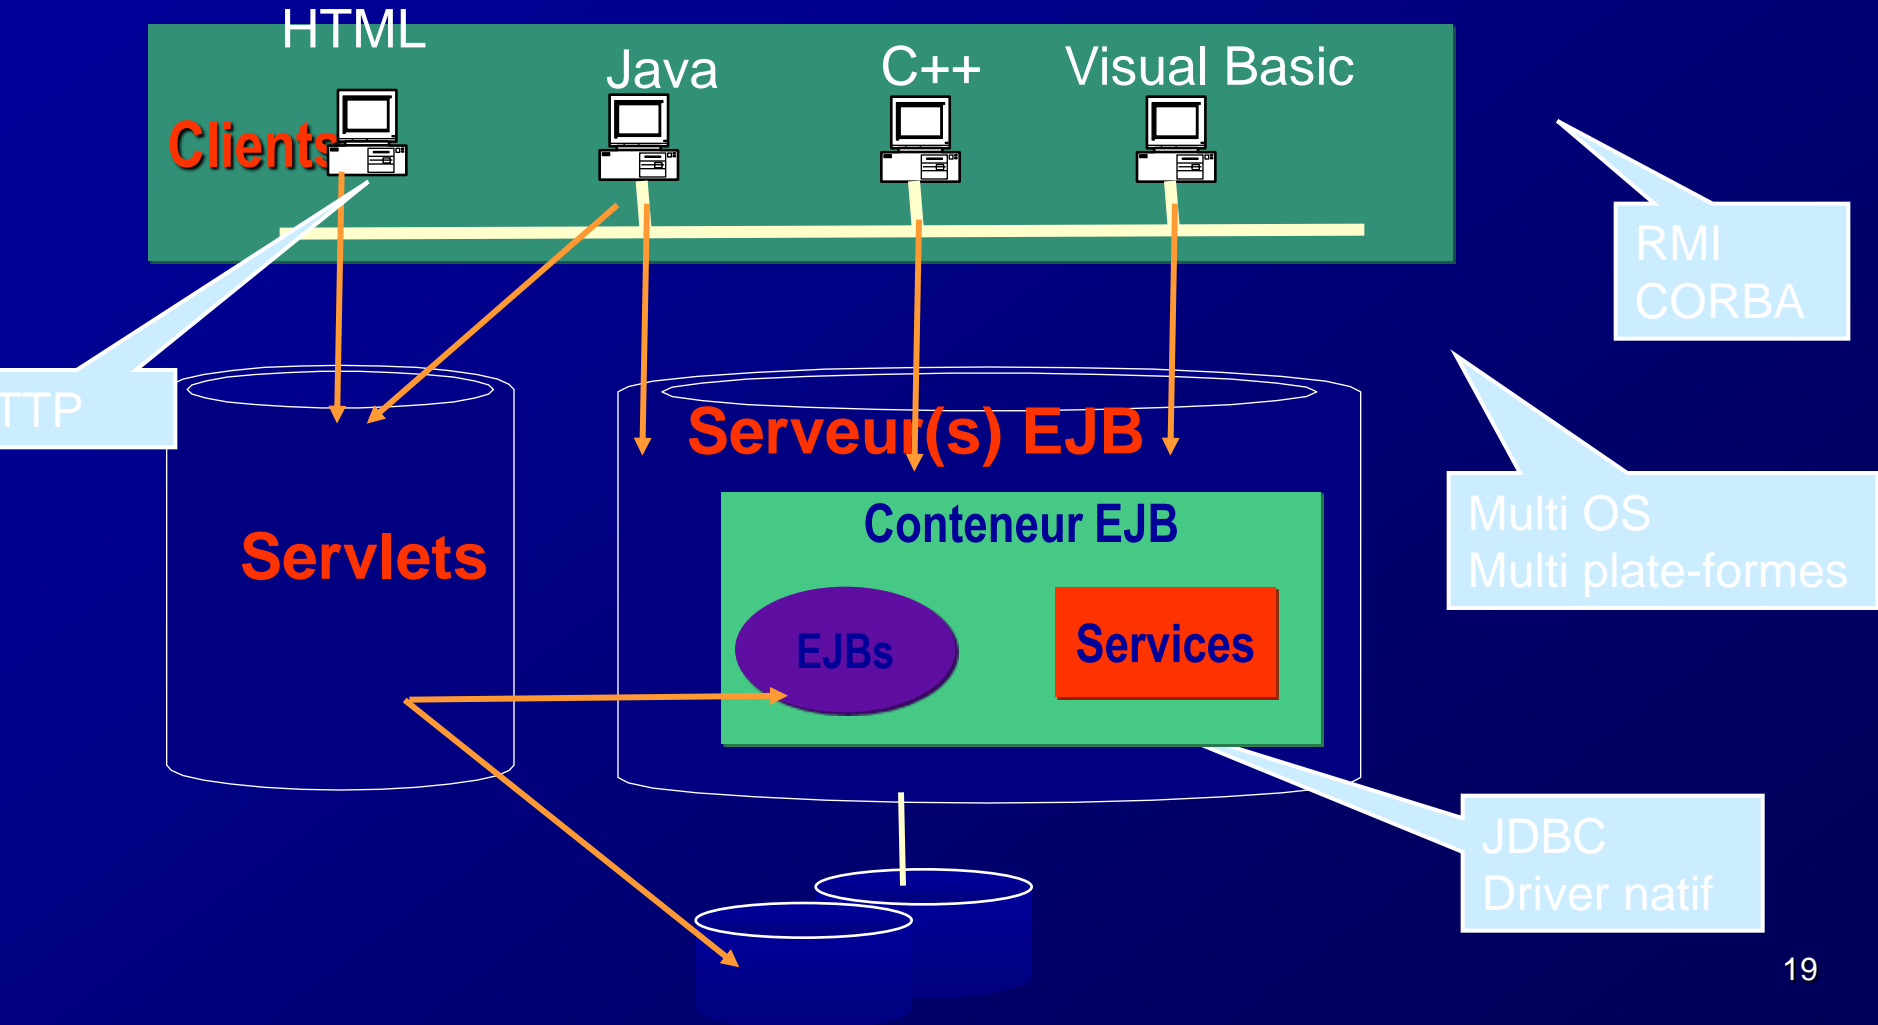 HTML
Java
C++
Visual Basic
Clients
RMI
CORBA
TTP
Serveur(s) EJB
Multi OS
Multi plate-formes
Conteneur EJB
Servlets
EJBs
Services
JDBC
Driver natif
19